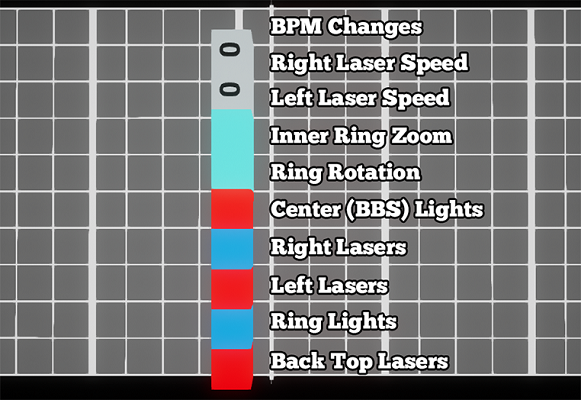 BPM Changes
0
Right Laser Speed
0
Left Laser Speed
Inner Ring Zoom
Ring Rotation
Center (BBS) Lights
Right Lasers
Left Lasers
Ring Lights
Back Top Lasers